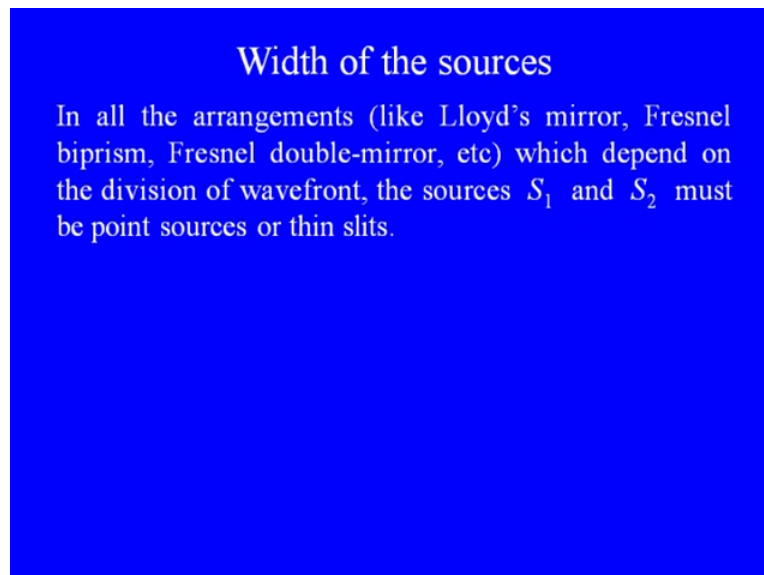 Width of the sources
In all the arrangements (like Lloyd's mirror, Fresnel
biprism, Fresnel double-mirror, etc) which depend on
the division of wavefront, the sources S₁ and S₂ must
be point sources or thin slits.